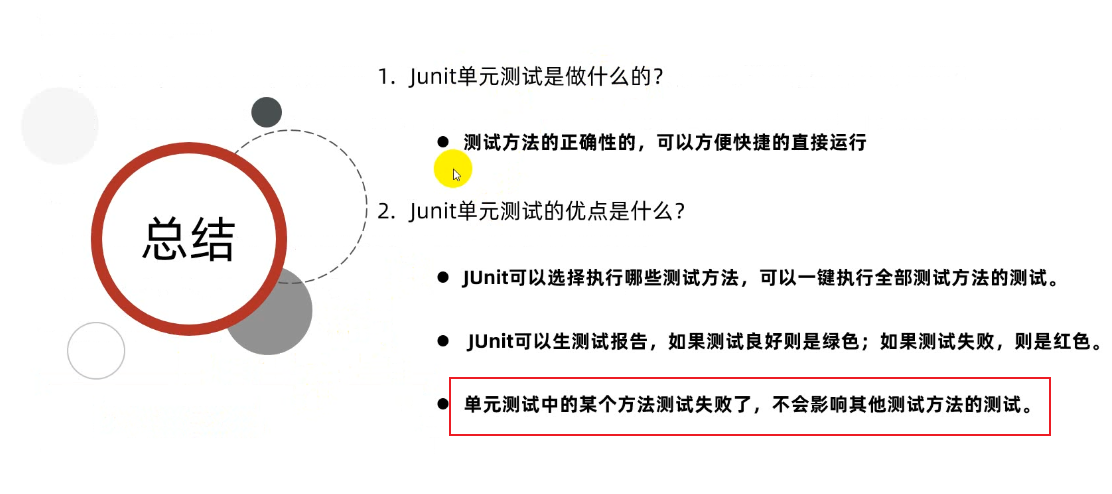 总结
1. Junit单元测试是做什么的？
● 测试方法的正确性的，可以方便快捷的直接运行
2. Junit单元测试的优点是什么？
● JUnit可以选择执行哪些测试方法，可以一键执行全部测试方法的测试。
● JUnit可以生测试报告，如果测试良好则是绿色；如果测试失败，则是红色。
● 单元测试中的某个方法测试失败了，不会影响其他测试方法的测试。